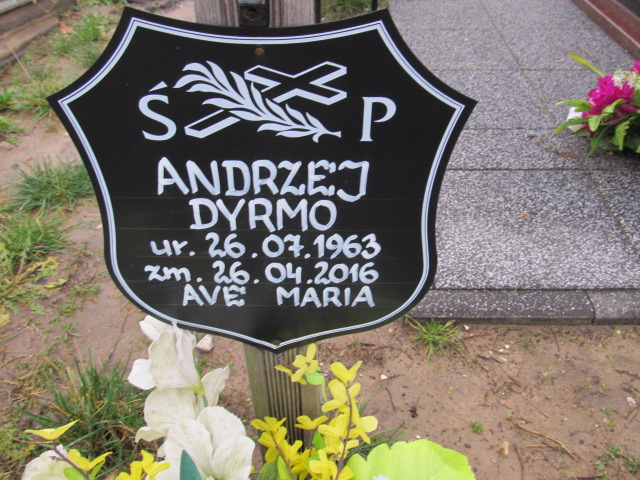 Ś P
ANDRZEJ
DYRMO
ur. 26.07.1963
zm. 26.04.2016
AVE MARIA